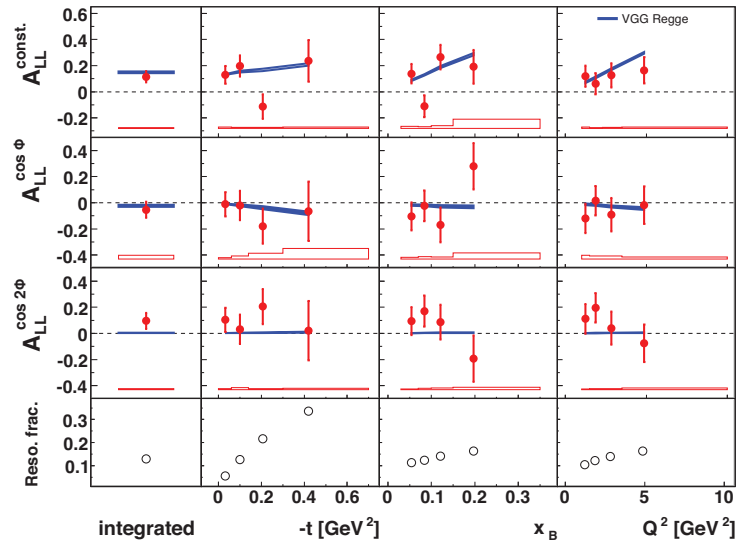 A_LL^const.
0.6
0.4
0.2
0
-0.2
VGG Regge
A_LL^cos Φ
0.4
0.2
0
-0.2
-0.4
A_LL^cos 2Φ
0.4
0.2
0
-0.2
-0.4
Reso. frac.
0.3
0.2
0.1
0 0.2 0.4 0.6
0 0.1 0.2 0.3
0 5 10
integrated -t [GeV²] x_B Q² [GeV²]